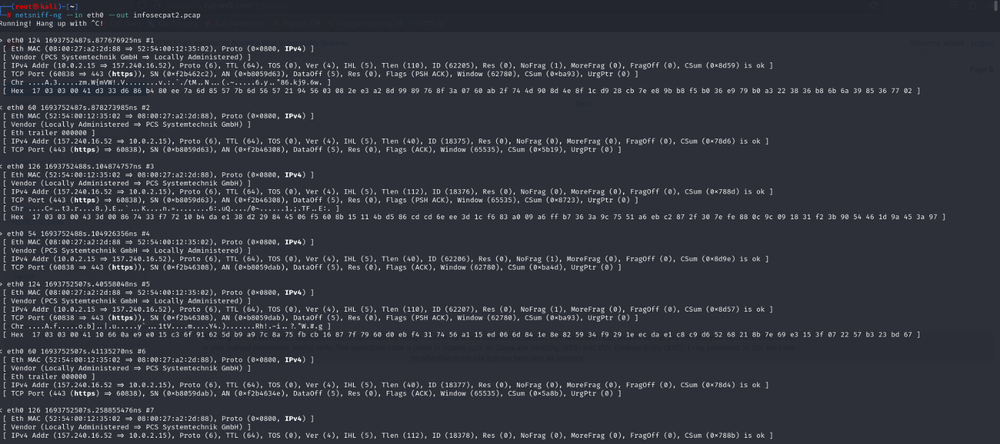 (root㉿kali)-[~]
# netsniff-ng --in eth0 --out infosecpat2.pcap
Running! Hang up with ^C!
> eth0 124 1693752487s.877676925ns #1
[ Eth MAC (08:00:27:a2:2d:88 => 52:54:00:12:35:02), Proto (0x0800, IPv4) ]
[ Vendor (PCS Systemtechnik GmbH => Locally Administered) ]
[ IPv4 Addr (10.0.2.15 => 157.240.16.52), Proto (6), TTL (64), TOS (0), Ver (4), IHL (5), Tlen (110), ID (62205), Res (0), NoFrag (1), MoreFrag (0), FragOff (0), CSum (0x8d59) is ok ]
[ TCP Port (60838 => 443 (https)), SN (0xf2b462c2), AN (0xb8059d63), DataOff (5), Res (0), Flags (PSH ACK), Window (62780), CSum (0xba93), UrgPtr (0) ]
[ Chr ....A.3.....zm.W{mVW!.V........v.:.`./tM..N...(.~.....6.y.."86.kj9.6w. ]
[ Hex  17 03 03 00 41 d3 33 d6 86 b4 80 ee 7a 6d 85 57 7b 6d 56 57 21 94 56 03 08 2e e3 a2 8d 99 89 76 8f 3a 07 60 ab 2f 74 4d 90 8d 4e 8f 1c d9 28 cb 7e e8 9b b8 f5 b0 36 e9 79 b0 a3 22 38 36 b8 6b 6a 39 85 36 77 02 ]
< eth0 60 1693752487s.878273985ns #2
[ Eth MAC (52:54:00:12:35:02 => 08:00:27:a2:2d:88), Proto (0x0800, IPv4) ]
[ Vendor (Locally Administered => PCS Systemtechnik GmbH) ]
[ Eth trailer 000000 ]
[ IPv4 Addr (157.240.16.52 => 10.0.2.15), Proto (6), TTL (64), TOS (0), Ver (4), IHL (5), Tlen (40), ID (18375), Res (0), NoFrag (0), MoreFrag (0), FragOff (0), CSum (0x78d6) is ok ]
[ TCP Port (443 (https) => 60838), SN (0xb8059d63), AN (0xf2b46308), DataOff (5), Res (0), Flags (ACK), Window (65535), CSum (0x5b19), UrgPtr (0) ]
< eth0 126 1693752488s.104874757ns #3
[ Eth MAC (52:54:00:12:35:02 => 08:00:27:a2:2d:88), Proto (0x0800, IPv4) ]
[ Vendor (Locally Administered => PCS Systemtechnik GmbH) ]
[ IPv4 Addr (157.240.16.52 => 10.0.2.15), Proto (6), TTL (64), TOS (0), Ver (4), IHL (5), Tlen (112), ID (18376), Res (0), NoFrag (0), MoreFrag (0), FragOff (0), CSum (0x788d) is ok ]
[ TCP Port (443 (https) => 60838), SN (0xb8059d63), AN (0xf2b46308), DataOff (5), Res (0), Flags (PSH ACK), Window (65535), CSum (0x8723), UrgPtr (0) ]
[ Chr ....C=..t3.r....8.).E..`...K....n.=........6:.uQ..../0~......1.;.TF..E:. ]
[ Hex  17 03 03 00 43 3d 00 86 74 33 f7 72 10 b4 da e1 38 d2 29 84 45 06 f5 60 8b 15 11 4b d5 86 cd cd 6e ee 3d 1c f6 83 a0 09 a6 ff b7 36 3a 9c 75 51 a6 eb c2 87 2f 30 7e fe 88 0c 9c 09 18 31 f2 3b 90 54 46 1d 9a 45 3a 97 ]
> eth0 54 1693752488s.104926356ns #4
[ Eth MAC (08:00:27:a2:2d:88 => 52:54:00:12:35:02), Proto (0x0800, IPv4) ]
[ Vendor (PCS Systemtechnik GmbH => Locally Administered) ]
[ IPv4 Addr (10.0.2.15 => 157.240.16.52), Proto (6), TTL (64), TOS (0), Ver (4), IHL (5), Tlen (40), ID (62206), Res (0), NoFrag (1), MoreFrag (0), FragOff (0), CSum (0x8d9e) is ok ]
[ TCP Port (60838 => 443 (https)), SN (0xf2b46308), AN (0xb8059dab), DataOff (5), Res (0), Flags (ACK), Window (62780), CSum (0xba4d), UrgPtr (0) ]
> eth0 124 1693752507s.40558048ns #5
[ Eth MAC (08:00:27:a2:2d:88 => 52:54:00:12:35:02), Proto (0x0800, IPv4) ]
[ Vendor (PCS Systemtechnik GmbH => Locally Administered) ]
[ IPv4 Addr (10.0.2.15 => 157.240.16.52), Proto (6), TTL (64), TOS (0), Ver (4), IHL (5), Tlen (110), ID (62207), Res (0), NoFrag (1), MoreFrag (0), FragOff (0), CSum (0x8d57) is ok ]
[ TCP Port (60838 => 443 (https)), SN (0xf2b46308), AN (0xb8059dab), DataOff (5), Res (0), Flags (PSH ACK), Window (62780), CSum (0xba93), UrgPtr (0) ]
[ Chr ....A.f.....o.b]..|.u.....y`...1tV....m....Y4.).......Rh!.~i..?."W.#.g ]
[ Hex  17 03 03 00 41 10 66 0a e9 e0 15 c3 6f 91 62 5d b9 a9 7c 8a 75 fb cb 16 87 7f 79 60 d0 eb f4 31 74 56 a1 15 ed 06 6d 84 1e 8e 82 59 34 f9 29 1e ec da e1 c8 c9 d6 52 68 21 8b 7e 69 e3 15 3f 07 22 57 b3 23 bd 67 ]
< eth0 60 1693752507s.41135270ns #6
[ Eth MAC (52:54:00:12:35:02 => 08:00:27:a2:2d:88), Proto (0x0800, IPv4) ]
[ Vendor (Locally Administered => PCS Systemtechnik GmbH) ]
[ Eth trailer 000000 ]
[ IPv4 Addr (157.240.16.52 => 10.0.2.15), Proto (6), TTL (64), TOS (0), Ver (4), IHL (5), Tlen (40), ID (18377), Res (0), NoFrag (0), MoreFrag (0), FragOff (0), CSum (0x78d4) is ok ]
[ TCP Port (443 (https) => 60838), SN (0xb8059dab), AN (0xf2b4634e), DataOff (5), Res (0), Flags (ACK), Window (65535), CSum (0x5a8b), UrgPtr (0) ]
< eth0 126 1693752507s.258855476ns #7
[ Eth MAC (52:54:00:12:35:02 => 08:00:27:a2:2d:88), Proto (0x0800, IPv4) ]
[ Vendor (Locally Administered => PCS Systemtechnik GmbH) ]
[ IPv4 Addr (157.240.16.52 => 10.0.2.15), Proto (6), TTL (64), TOS (0), Ver (4), IHL (5), Tlen (112), ID (18378), Res (0), NoFrag (0), MoreFrag (0), FragOff (0), CSum (0x788b) is ok ]